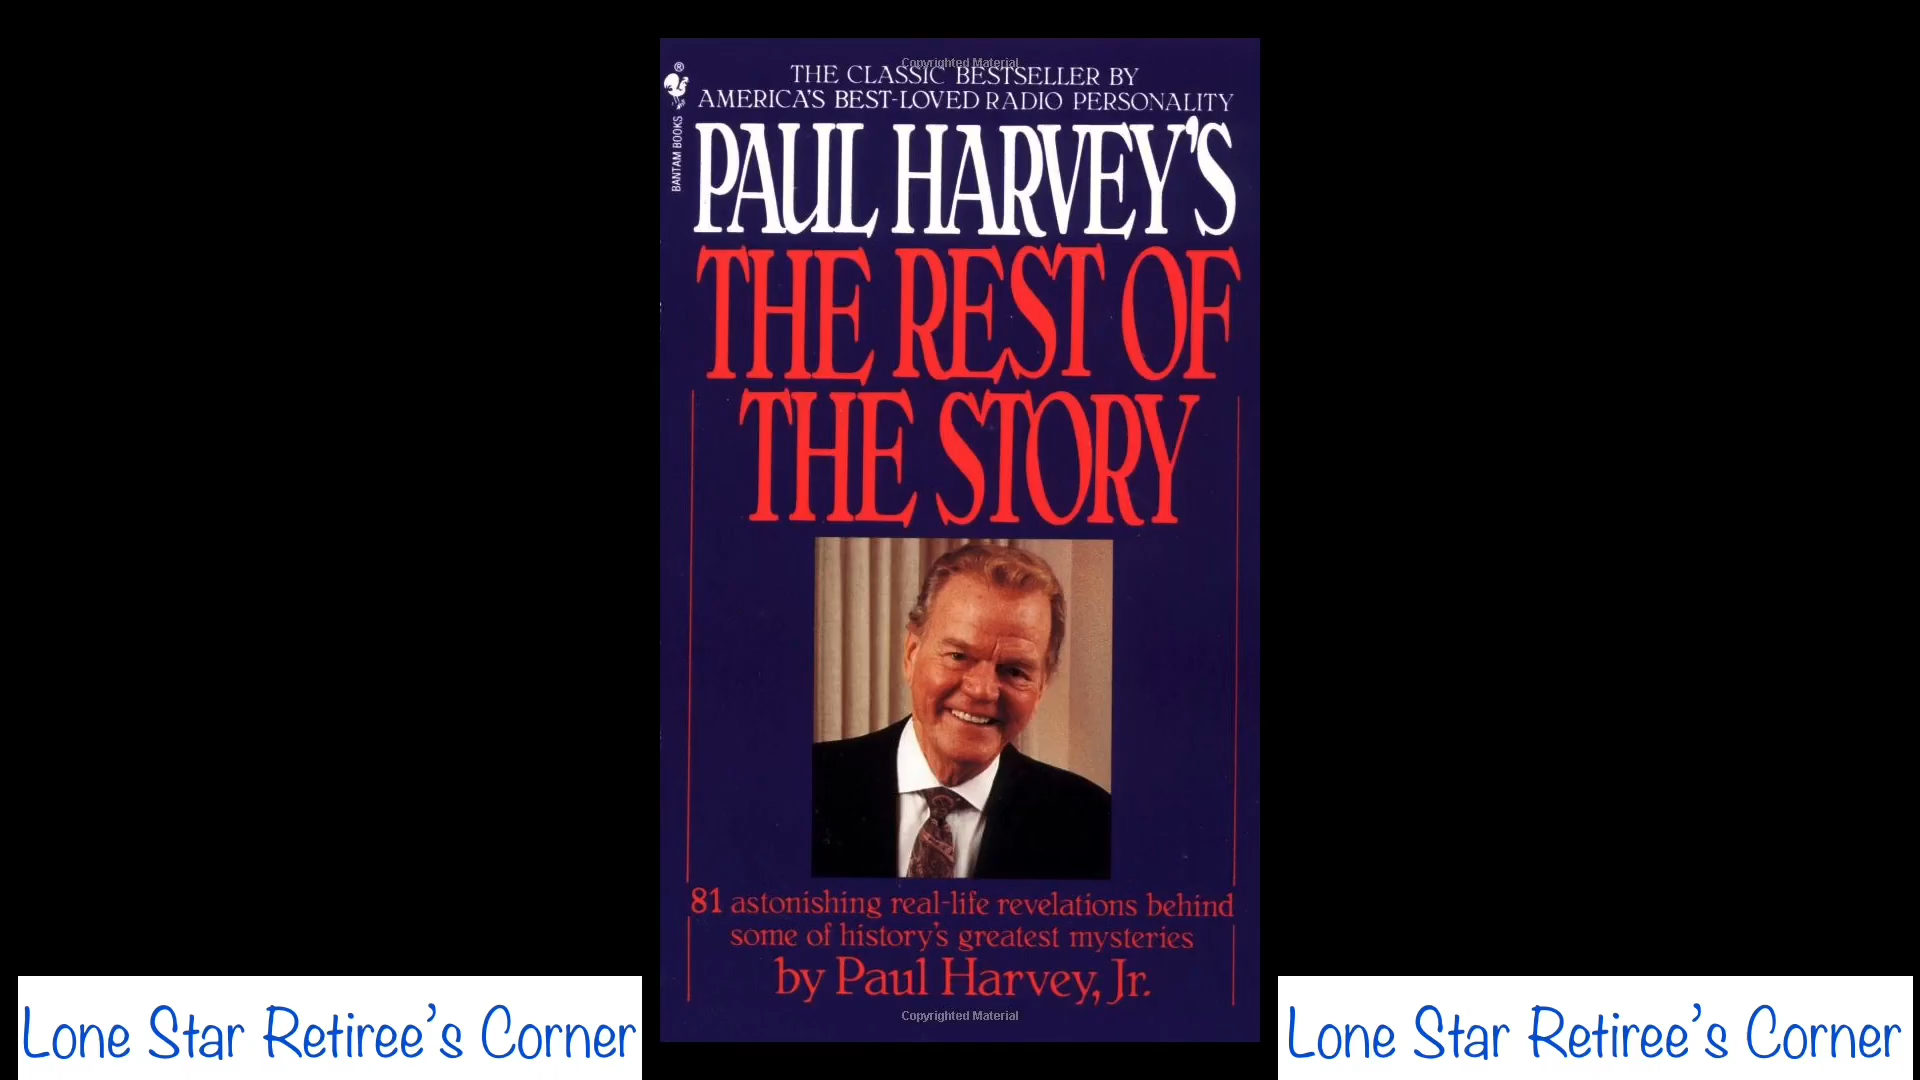 Copyrighted Material
THE CLASSIC BESTSELLER BY
AMERICA'S BEST-LOVED RADIO PERSONALITY
®
BANTAM BOOKS
PAUL HARVEY'S
THE REST OF
THE STORY
81 astonishing real-life revelations behind
some of history's greatest mysteries
by Paul Harvey, Jr.
Copyrighted Material
Lone Star Retiree's Corner
Lone Star Retiree's Corner